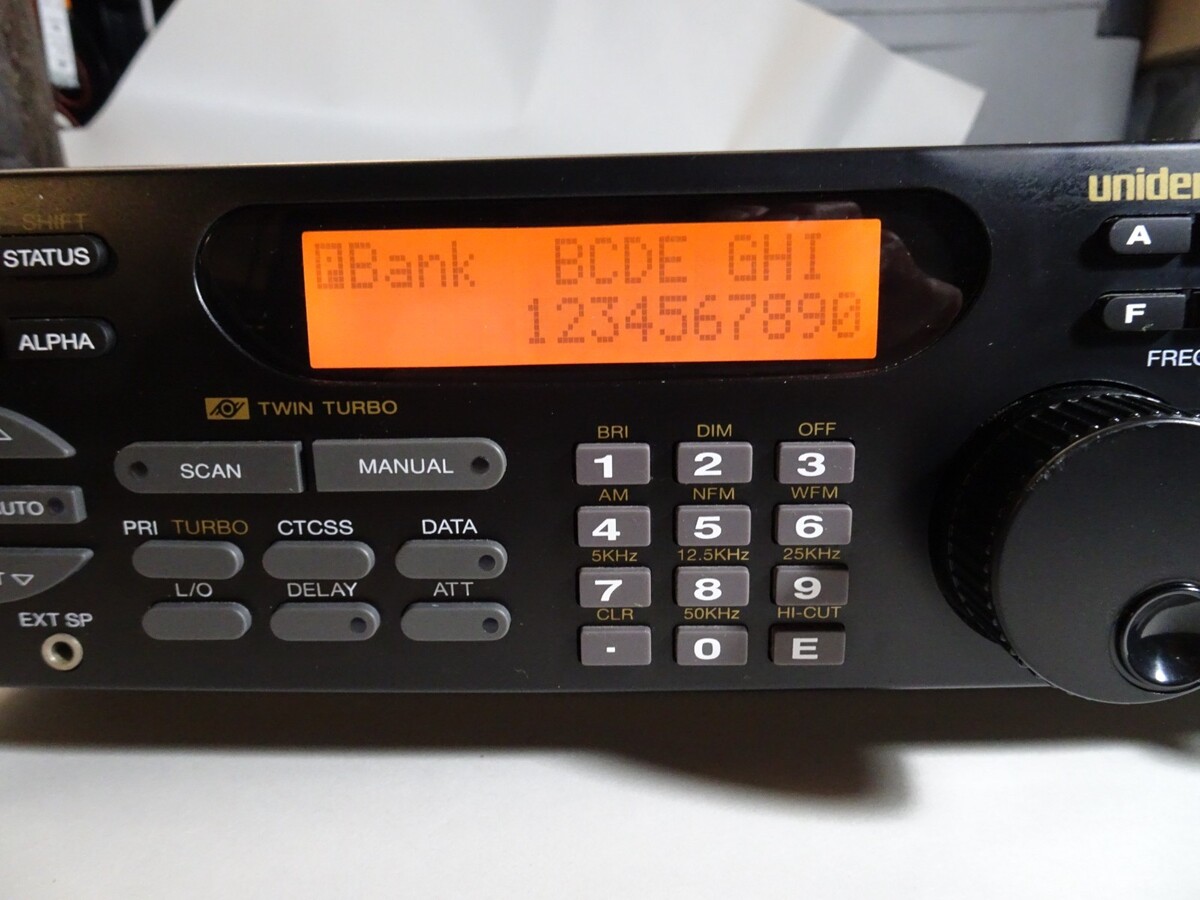 uniden
SHIFT
STATUS
ALPHA
PBank BCDE GHI
1234567890
A
F
TWIN TURBO
SCAN
MANUAL
AUTO
PRI TURBO
CTCSS
DATA
L/O
DELAY
ATT
EXT SP
BRI DIM OFF
1 2 3
AM NFM WFM
4 5 6
5KHz 12.5KHz 25KHz
7 8 9
CLR 50KHz HI-CUT
. 0 E